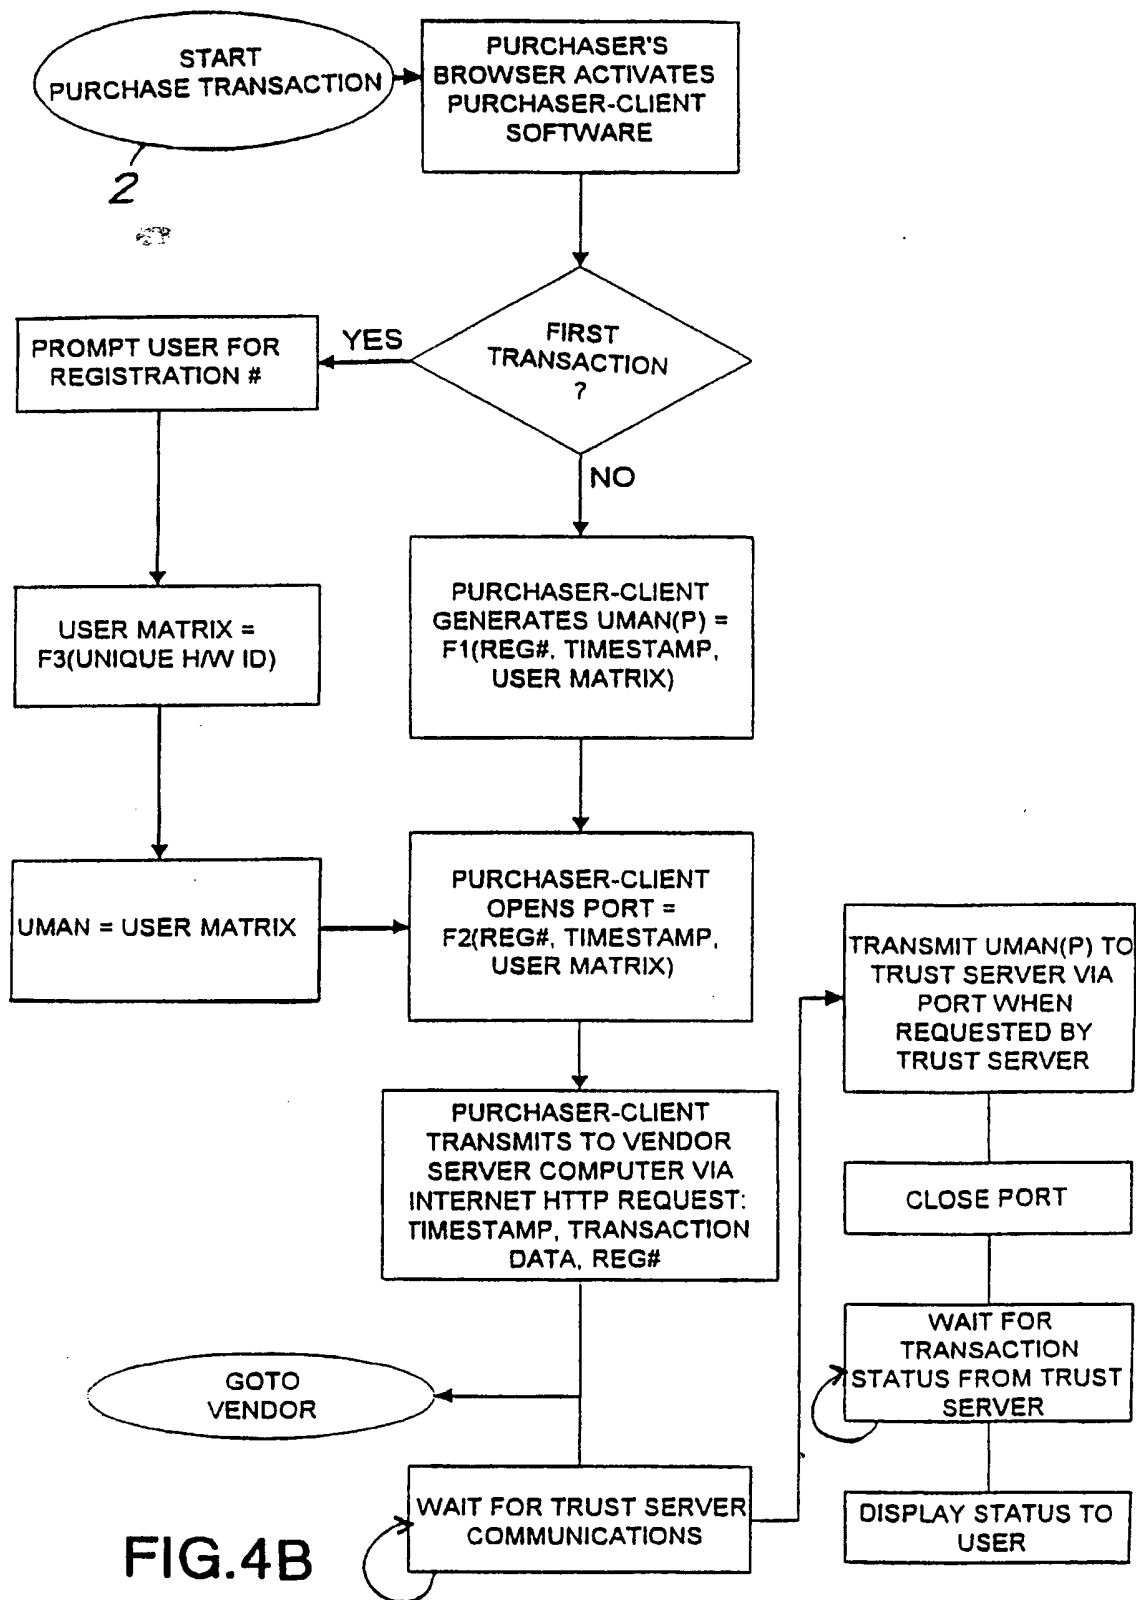 START
PURCHASE TRANSACTION
2
PURCHASER'S
BROWSER ACTIVATES
PURCHASER-CLIENT
SOFTWARE
FIRST
TRANSACTION
?
YES
NO
PROMPT USER FOR
REGISTRATION #
USER MATRIX =
F3(UNIQUE H/W ID)
UMAN = USER MATRIX
PURCHASER-CLIENT
GENERATES UMAN(P) =
F1(REG#, TIMESTAMP,
USER MATRIX)
PURCHASER-CLIENT
OPENS PORT =
F2(REG#, TIMESTAMP,
USER MATRIX)
PURCHASER-CLIENT
TRANSMITS TO VENDOR
SERVER COMPUTER VIA
INTERNET HTTP REQUEST:
TIMESTAMP, TRANSACTION
DATA, REG#
GOTO
VENDOR
WAIT FOR TRUST SERVER
COMMUNICATIONS
TRANSMIT UMAN(P) TO
TRUST SERVER VIA
PORT WHEN
REQUESTED BY
TRUST SERVER
CLOSE PORT
WAIT FOR
TRANSACTION
STATUS FROM TRUST
SERVER
DISPLAY STATUS TO
USER
FIG.4B